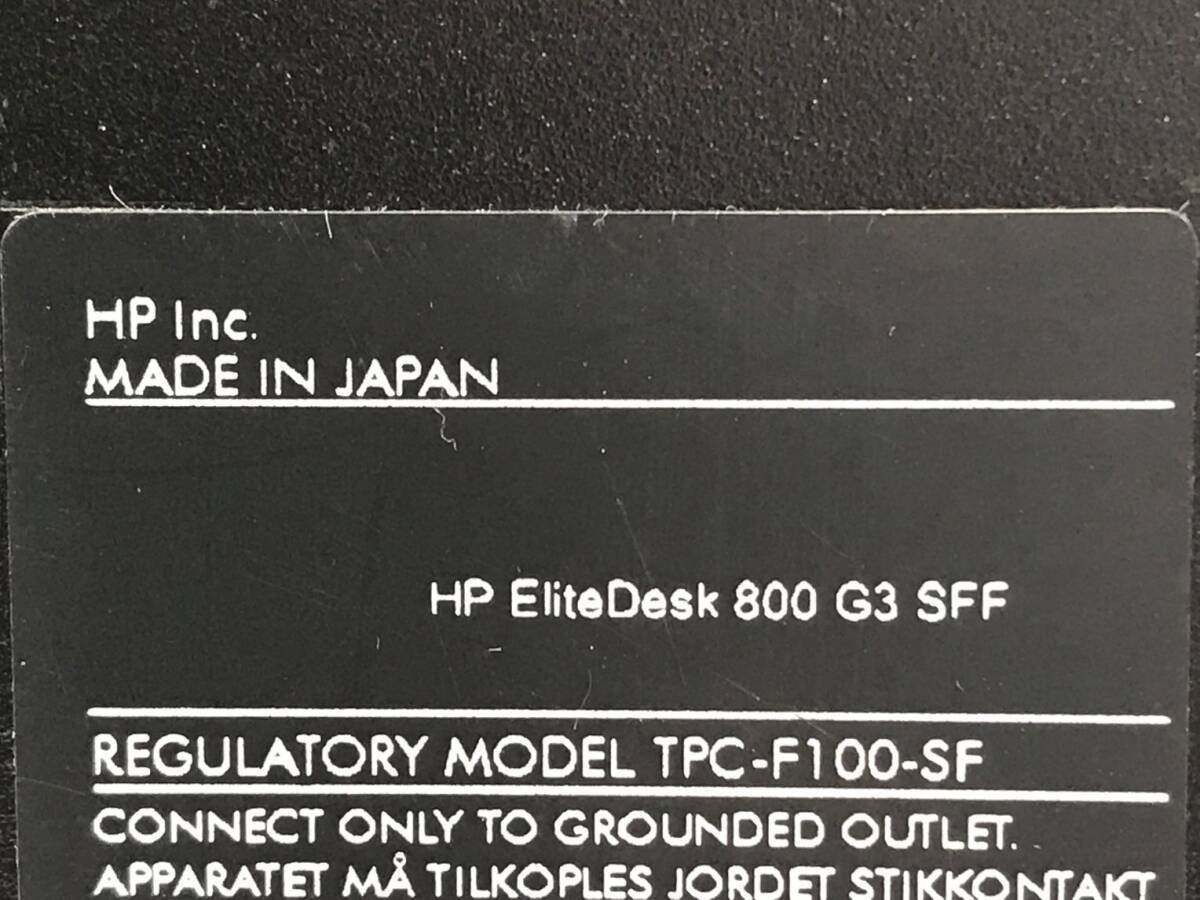 HP Inc.
MADE IN JAPAN
HP EliteDesk 800 G3 SFF
REGULATORY MODEL TPC-F100-SF
CONNECT ONLY TO GROUNDED OUTLET.
APPARATET MÅ TILKOPLES JORDET STIKKONTAKT